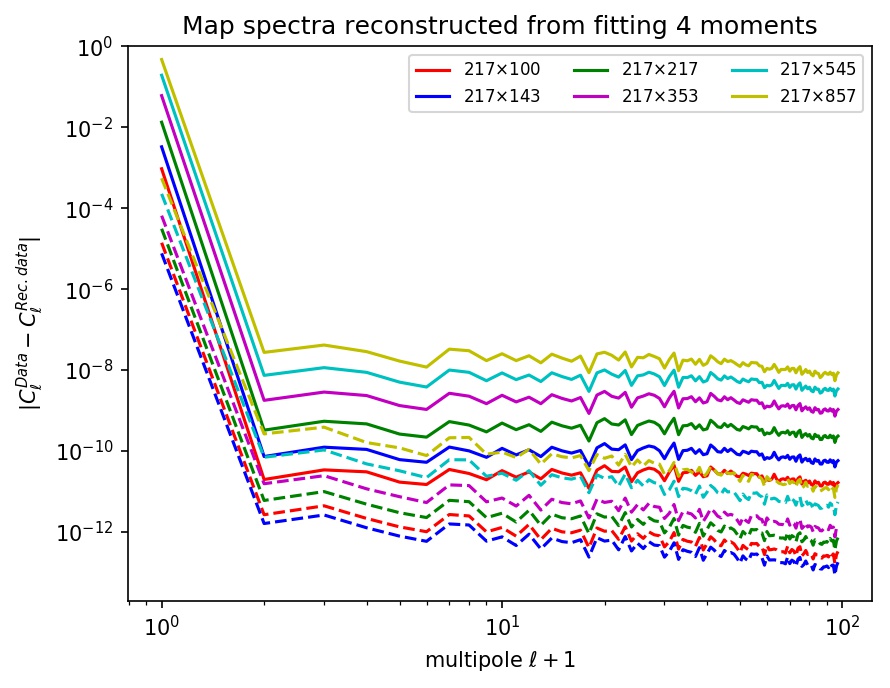 Map spectra reconstructed from fitting 4 moments
217×100 217×217 217×545
217×143 217×353 217×857
|C_ℓ^{Data} − C_ℓ^{Rec. data}|
10^0
10^{−2}
10^{−4}
10^{−6}
10^{−8}
10^{−10}
10^{−12}
10^0 10^1 10^2
multipole ℓ + 1